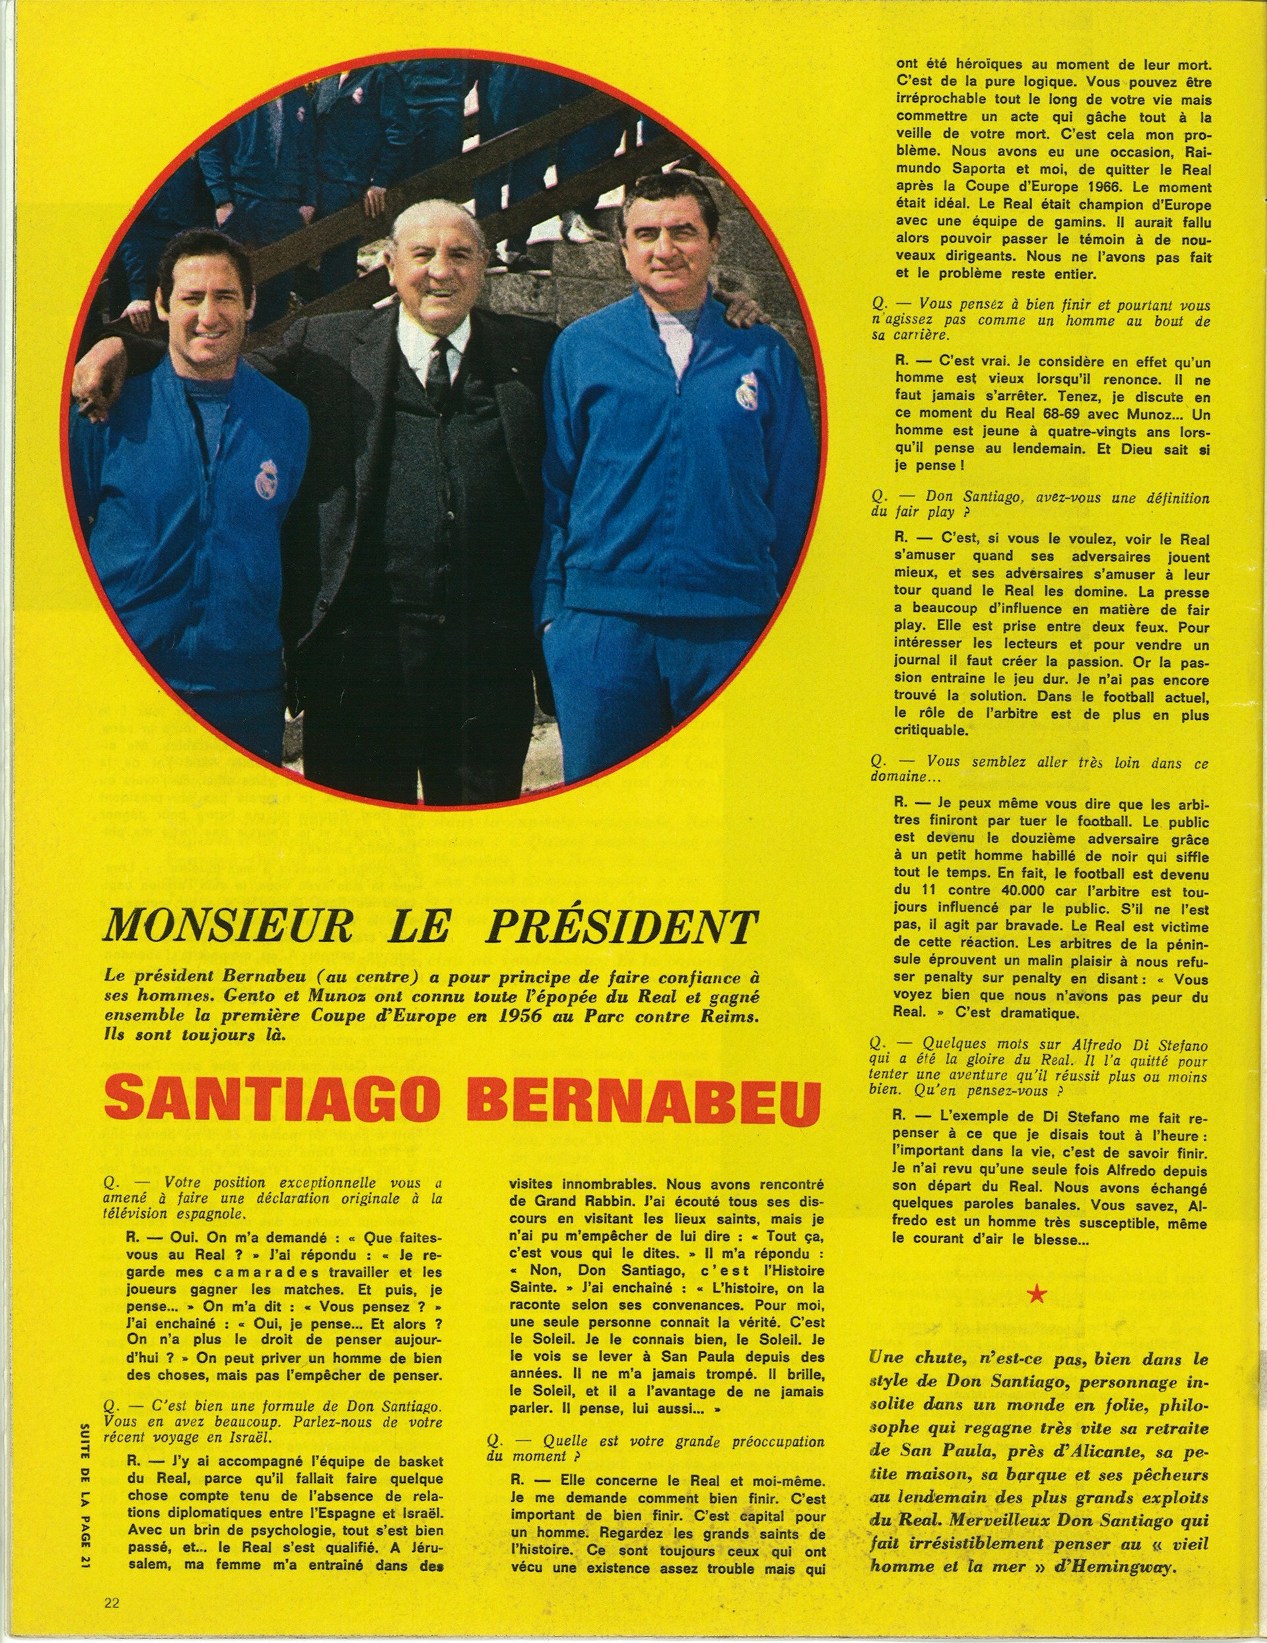 MONSIEUR LE PRÉSIDENT
Le président Bernabeu (au centre) a pour principe de faire confiance à
ses hommes. Gento et Munoz ont connu toute l'épopée du Real et gagné
ensemble la première Coupe d'Europe en 1956 au Parc contre Reims.
Ils sont toujours là.
SANTIAGO BERNABEU
Q. — Votre position exceptionnelle vous a
amené à faire une déclaration originale à la
télévision espagnole.
R. — Oui. On m'a demandé : « Que faites-
vous au Real ? » J'ai répondu : « Je re-
garde mes camarades travailler et les
joueurs gagner les matches. Et puis, je
pense... » On m'a dit : « Vous pensez ? »
J'ai enchaîné : « Oui, je pense... Et alors ?
On n'a plus le droit de penser aujour-
d'hui ? » On peut priver un homme de bien
des choses, mais pas l'empêcher de penser.
Q. — C'est bien une formule de Don Santiago.
Vous en avez beaucoup. Parlez-nous de votre
récent voyage en Israël.
R. — J'y ai accompagné l'équipe de basket
du Real, parce qu'il fallait faire quelque
chose compte tenu de l'absence de rela-
tions diplomatiques entre l'Espagne et Israël.
Avec un brin de psychologie, tout s'est bien
passé, et... le Real s'est qualifié. A Jéru-
salem, ma femme m'a entraîné dans des
visites innombrables. Nous avons rencontré
de Grand Rabbin. J'ai écouté tous ses dis-
cours en visitant les lieux saints, mais je
n'ai pu m'empêcher de lui dire : « Tout ça,
c'est vous qui le dites. » Il m'a répondu :
« Non, Don Santiago, c'est l'Histoire
Sainte. » J'ai enchaîné : « L'histoire, on la
raconte selon ses convenances. Pour moi,
une seule personne connait la vérité. C'est
le Soleil. Je le connais bien, le Soleil. Je
le vois se lever à San Paula depuis des
années. Il ne m'a jamais trompé. Il brille,
le Soleil, et il a l'avantage de ne jamais
parler. Il pense, lui aussi... »
Q. — Quelle est votre grande préoccupation
du moment ?
R. — Elle concerne le Real et moi-même.
Je me demande comment bien finir. C'est
important de bien finir. C'est capital pour
un homme. Regardez les grands saints de
l'histoire. Ce sont toujours ceux qui ont
vécu une existence assez trouble mais qui
ont été héroïques au moment de leur mort.
C'est de la pure logique. Vous pouvez être
irréprochable tout le long de votre vie mais
commettre un acte qui gâche tout à la
veille de votre mort. C'est cela mon pro-
blème. Nous avons eu une occasion, Rai-
mundo Saporta et moi, de quitter le Real
après la Coupe d'Europe 1966. Le moment
était idéal. Le Real était champion d'Europe
avec une équipe de gamins. Il aurait fallu
alors pouvoir passer le témoin à de nou-
veaux dirigeants. Nous ne l'avons pas fait
et le problème reste entier.
Q. — Vous pensez à bien finir et pourtant vous
n'agissez pas comme un homme au bout de
sa carrière.
R. — C'est vrai. Je considère en effet qu'un
homme est vieux lorsqu'il renonce. Il ne
faut jamais s'arrêter. Tenez, je discute en
ce moment du Real 68-69 avec Munoz... Un
homme est jeune à quatre-vingts ans lors-
qu'il pense au lendemain. Et Dieu sait si
je pense !
Q. — Don Santiago, avez-vous une définition
du fair play ?
R. — C'est, si vous le voulez, voir le Real
s'amuser quand ses adversaires jouent
mieux, et ses adversaires s'amuser à leur
tour quand le Real les domine. La presse
a beaucoup d'influence en matière de fair
play. Elle est prise entre deux feux. Pour
intéresser les lecteurs et pour vendre un
journal il faut créer la passion. Or la pas-
sion entraine le jeu dur. Je n'ai pas encore
trouvé la solution. Dans le football actuel,
le rôle de l'arbitre est de plus en plus
critiquable.
Q. — Vous semblez aller très loin dans ce
domaine...
R. — Je peux même vous dire que les arbi-
tres finiront par tuer le football. Le public
est devenu le douzième adversaire grâce
à un petit homme habillé de noir qui siffle
tout le temps. En fait, le football est devenu
du 11 contre 40.000 car l'arbitre est tou-
jours influencé par le public. S'il ne l'est
pas, il agit par bravade. Le Real est victime
de cette réaction. Les arbitres de la pénin-
sule éprouvent un malin plaisir à nous refu-
ser penalty sur penalty en disant : « Vous
voyez bien que nous n'avons pas peur du
Real. » C'est dramatique.
Q. — Quelques mots sur Alfredo Di Stefano
qui a été la gloire du Real. Il l'a quitté pour
tenter une aventure qu'il réussit plus ou moins
bien. Qu'en pensez-vous ?
R. — L'exemple de Di Stefano me fait re-
penser à ce que je disais tout à l'heure :
l'important dans la vie, c'est de savoir finir.
Je n'ai revu qu'une seule fois Alfredo depuis
son départ du Real. Nous avons échangé
quelques paroles banales. Vous savez, Al-
fredo est un homme très susceptible, même
le courant d'air le blesse...
Une chute, n'est-ce pas, bien dans le
style de Don Santiago, personnage in-
solite dans un monde en folie, philo-
sophe qui regagne très vite sa retraite
de San Paula, près d'Alicante, sa pe-
tite maison, sa barque et ses pêcheurs
au lendemain des plus grands exploits
du Real. Merveilleux Don Santiago qui
fait irrésistiblement penser au « vieil
homme et la mer » d'Hemingway.
SUITE DE LA PAGE 21
22